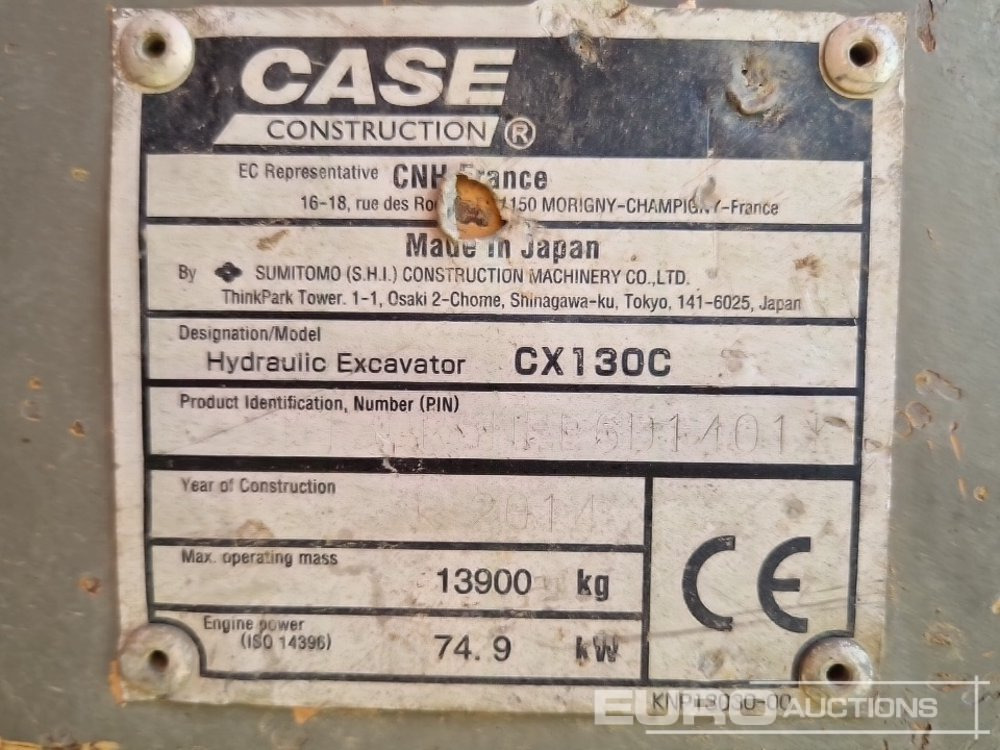 CASE
CONSTRUCTION ®
EC Representative CNH France
16-18, rue des MORIGNY-CHAMPIGNY-France
Made in Japan
By SUMITOMO (S.H.I.) CONSTRUCTION MACHINERY CO.,LTD.
ThinkPark Tower. 1-1, Osaki 2-Chome, Shinagawa-ku, Tokyo, 141-6025, Japan
Designation/Model
Hydraulic Excavator CX130C
Product Identification, Number (PIN)
Year of Construction
2014
Max. operating mass
13900 kg
Engine power
(ISO 14396)
74.9 kW
CE
KNP13030-00
EURO AUCTIONS